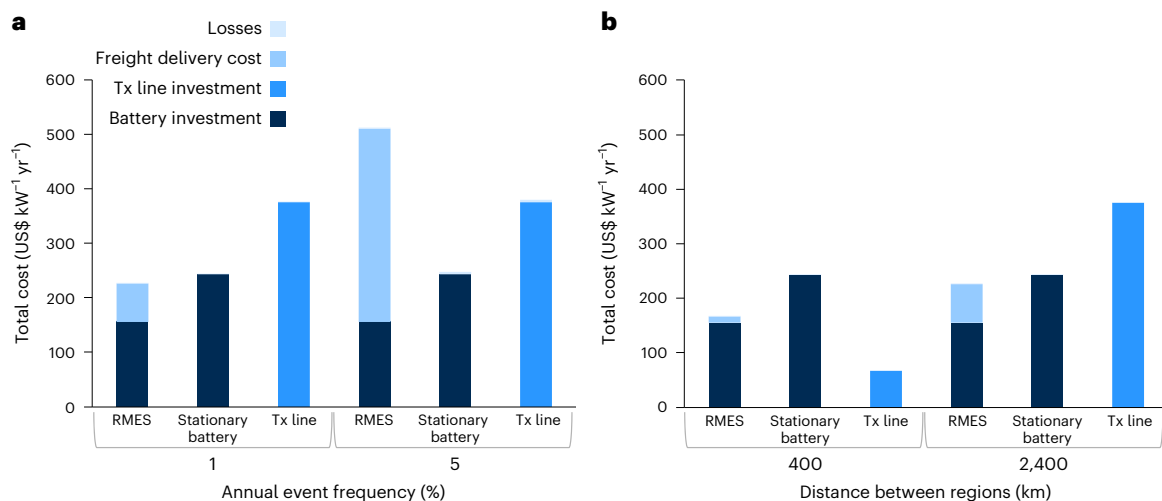 a
Losses
Freight delivery cost
Tx line investment
Battery investment
Total cost (US$ kW⁻¹ yr⁻¹)
600
500
400
300
200
100
0
RMES
Stationary
battery
Tx line
RMES
Stationary
battery
Tx line
1
5
Annual event frequency (%)
b
Total cost (US$ kW⁻¹ yr⁻¹)
600
500
400
300
200
100
0
RMES
Stationary
battery
Tx line
RMES
Stationary
battery
Tx line
400
2,400
Distance between regions (km)